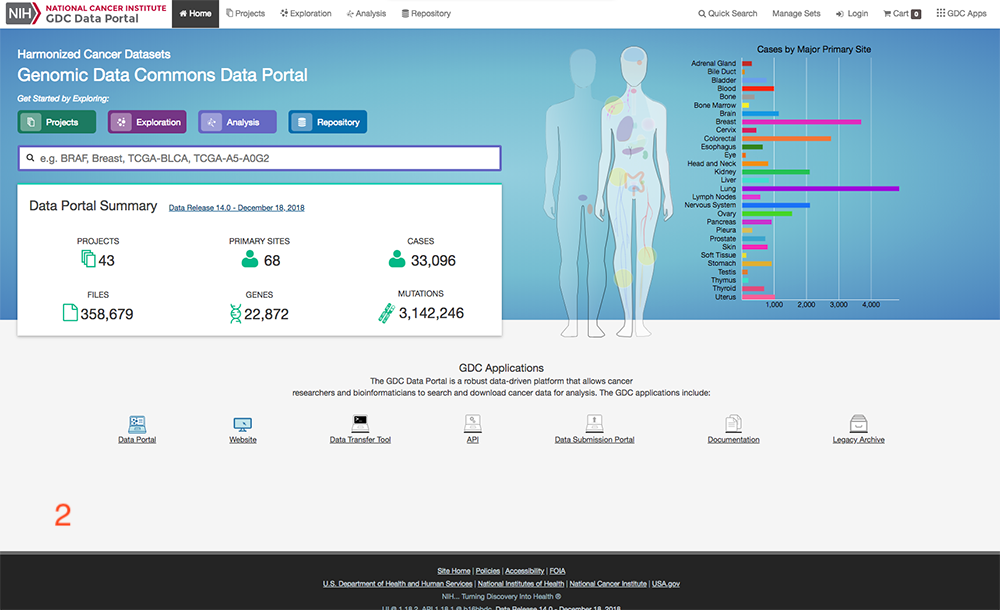 NIH NATIONAL CANCER INSTITUTE
GDC Data Portal
Home
Projects
Exploration
Analysis
Repository
Quick Search
Manage Sets
Login
Cart 0
GDC Apps
Harmonized Cancer Datasets
Genomic Data Commons Data Portal
Get Started by Exploring:
Projects
Exploration
Analysis
Repository
e.g. BRAF, Breast, TCGA-BLCA, TCGA-A5-A0G2
Data Portal Summary Data Release 14.0 - December 18, 2018
PROJECTS PRIMARY SITES CASES
43 68 33,096
FILES GENES MUTATIONS
358,679 22,872 3,142,246
Cases by Major Primary Site
Adrenal Gland
Bile Duct
Bladder
Blood
Bone
Bone Marrow
Brain
Breast
Cervix
Colorectal
Esophagus
Eye
Head and Neck
Kidney
Liver
Lung
Lymph Nodes
Nervous System
Ovary
Pancreas
Pleura
Prostate
Skin
Soft Tissue
Stomach
Testis
Thymus
Thyroid
Uterus
1,000 2,000 3,000 4,000
GDC Applications
The GDC Data Portal is a robust data-driven platform that allows cancer
researchers and bioinformaticians to search and download cancer data for analysis. The GDC applications include:
Data Portal
Website
Data Transfer Tool
API
Data Submission Portal
Documentation
Legacy Archive
2
Site Home | Policies | Accessibility | FOIA
U.S. Department of Health and Human Services | National Institutes of Health | National Cancer Institute | USA.gov
NIH... Turning Discovery Into Health ®
Data Release 14.0 - December 18, 2018